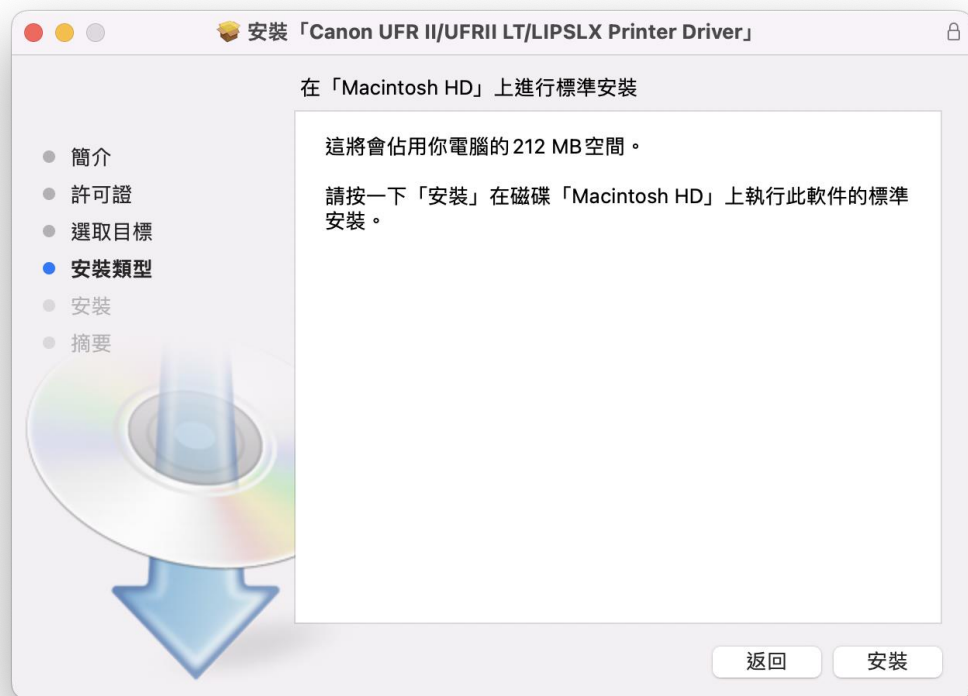 安裝「Canon UFR II/UFRII LT/LIPSLX Printer Driver」
在「Macintosh HD」上進行標準安裝
簡介
許可證
選取目標
安裝類型
安裝
摘要
這將會佔用你電腦的 212 MB 空間。
請按一下「安裝」在磁碟「Macintosh HD」上執行此軟件的標準
安裝。
返回
安裝